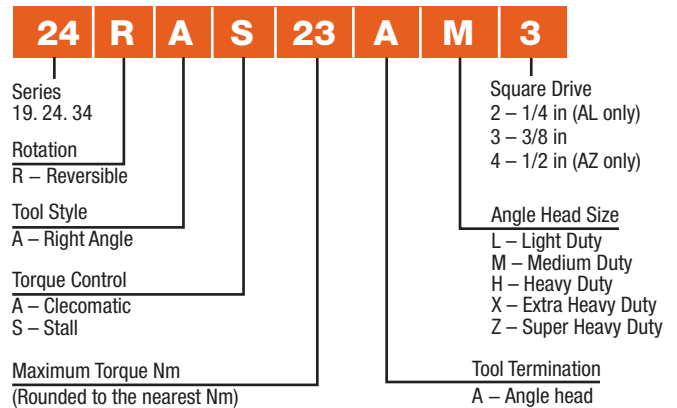 24 R A S 23 A M 3
Series
19. 24. 34
Rotation
R – Reversible
Tool Style
A – Right Angle
Torque Control
A – Clecomatic
S – Stall
Maximum Torque Nm
(Rounded to the nearest Nm)
Square Drive
2 – 1/4 in (AL only)
3 – 3/8 in
4 – 1/2 in (AZ only)
Angle Head Size
L – Light Duty
M – Medium Duty
H – Heavy Duty
X – Extra Heavy Duty
Z – Super Heavy Duty
Tool Termination
A – Angle head